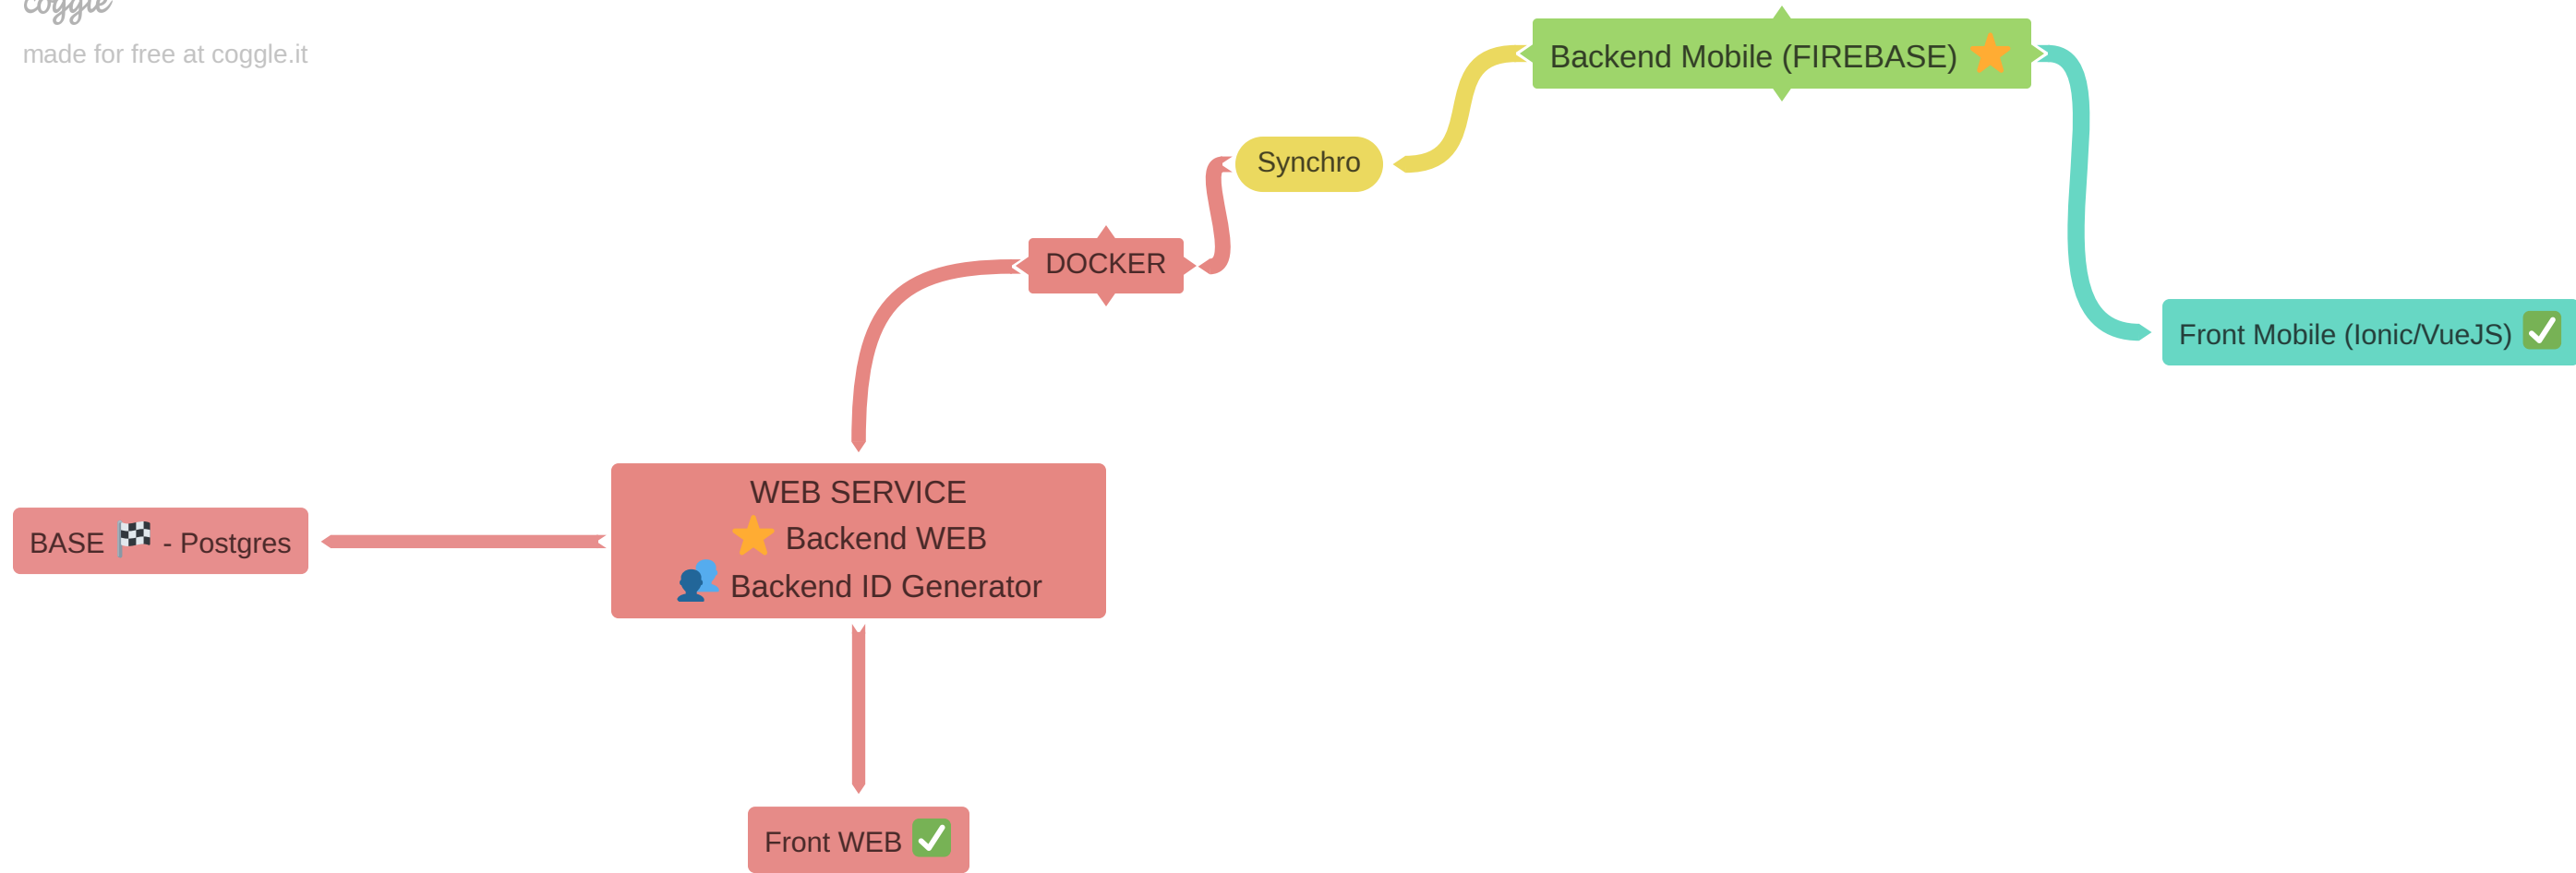 coggle
made for free at coggle.it
Backend Mobile (FIREBASE) ⭐
Synchro
DOCKER
Front Mobile (Ionic/VueJS) ✅
WEB SERVICE
⭐ Backend WEB
👥 Backend ID Generator
BASE 🏁 - Postgres
Front WEB ✅